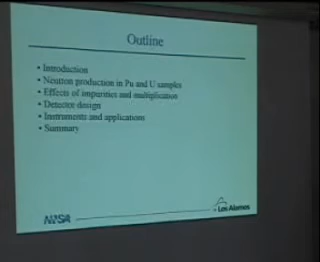 Outline
• Introduction
• Neutron production in Pu and U samples
• Effects of impurities and multiplication
• Detector design
• Instruments and applications
• Summary
NNSA
Los Alamos